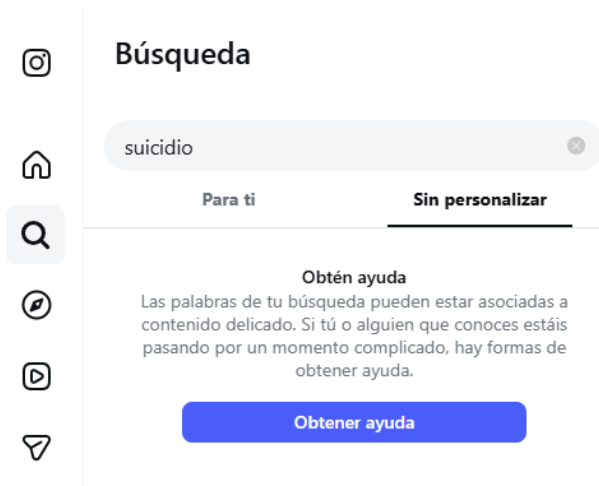 Búsqueda
suicidio
Para ti
Sin personalizar
Obtén ayuda
Las palabras de tu búsqueda pueden estar asociadas a
contenido delicado. Si tú o alguien que conoces estáis
pasando por un momento complicado, hay formas de
obtener ayuda.
Obtener ayuda